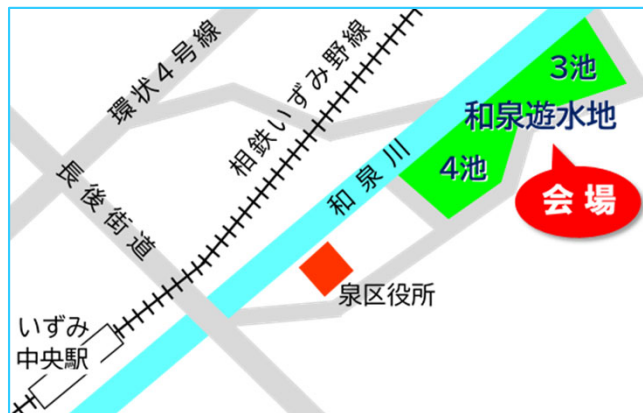 環状4号線
相鉄いずみ野線
3池
和泉遊水地
4池
会場
長後街道
和泉川
泉区役所
いずみ
中央駅